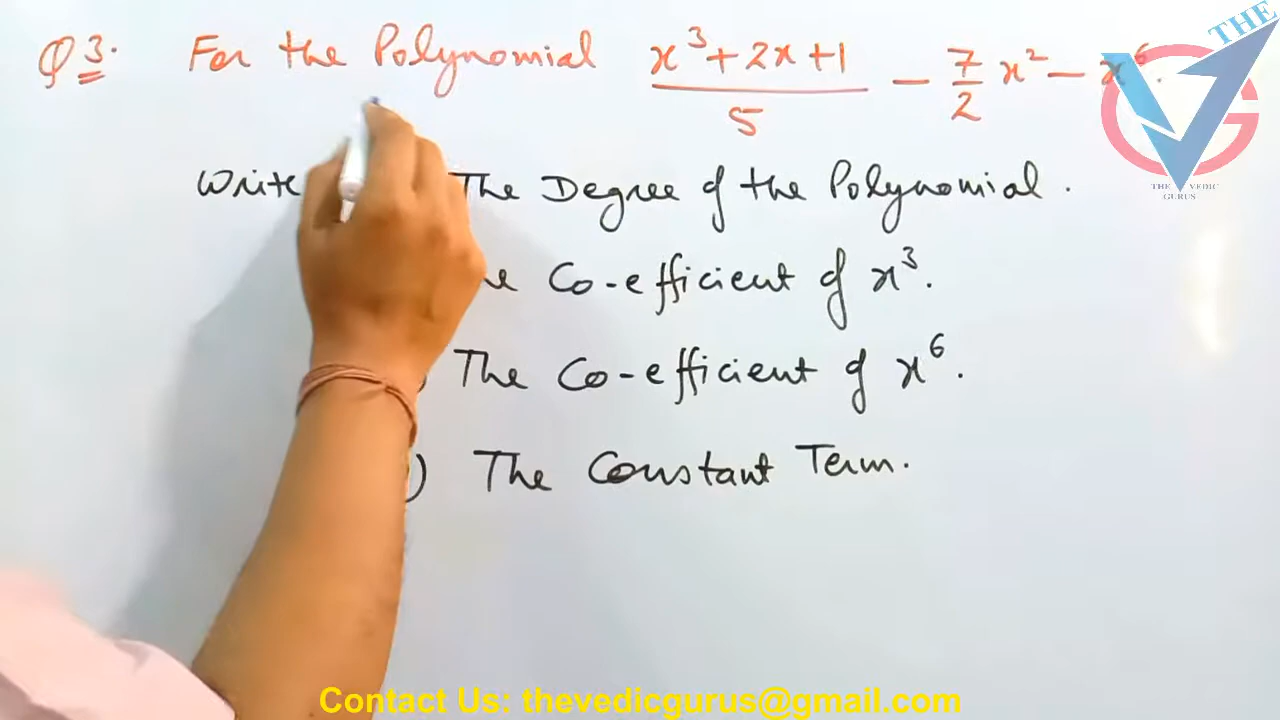 Q3. For the Polynomial (x³+2x+1)/5 - 7/2 x² - x⁶.
Write The Degree of the Polynomial.
Co-efficient of x³.
) The Co-efficient of x⁶.
) The Constant Term.
THE
THE VEDIC
GURUS
Contact Us: thevedicgurus@gmail.com